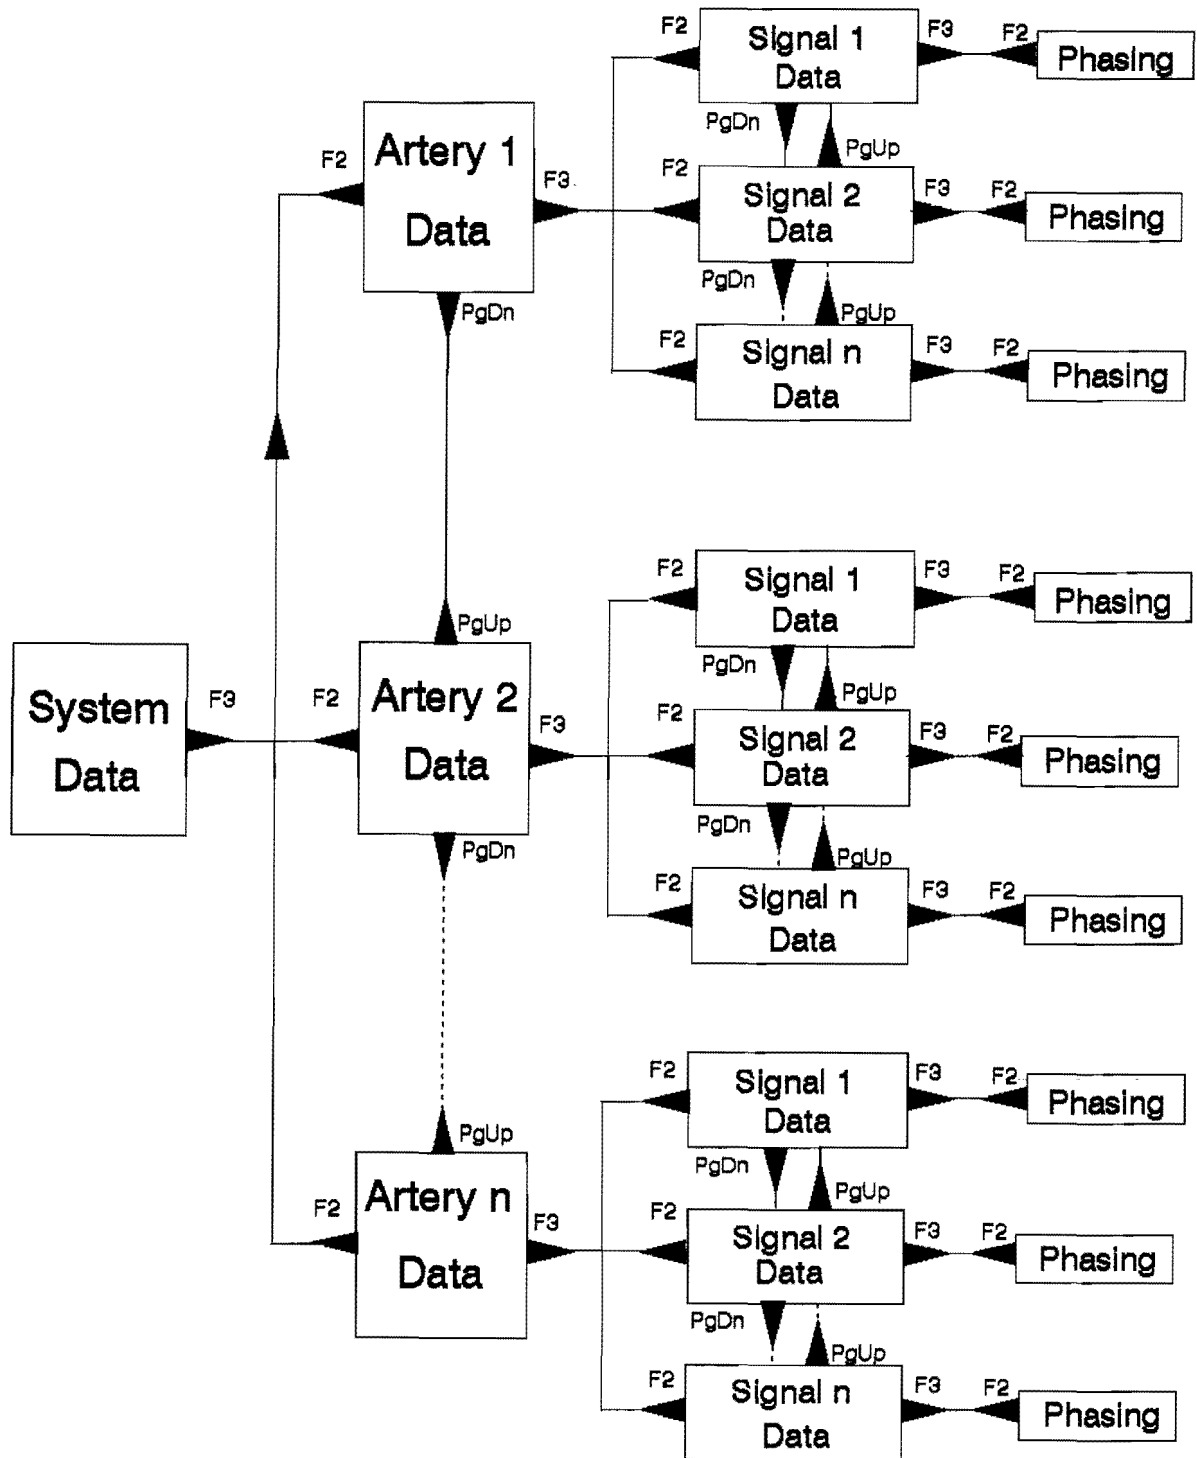 F2
Signal 1
Data
F3
F2
Phasing
PgDn
PgUp
Artery 1
Data
F2
F3
F2
Signal 2
Data
F3
F2
Phasing
PgDn
PgUp
PgDn
F2
Signal n
Data
F3
F2
Phasing
F2
Signal 1
Data
F3
F2
Phasing
PgDn
PgUp
PgUp
System
Data
F3
F2
Artery 2
Data
F3
F2
Signal 2
Data
F3
F2
Phasing
PgDn
PgUp
PgDn
F2
Signal n
Data
F3
F2
Phasing
F2
Signal 1
Data
F3
F2
Phasing
PgDn
PgUp
PgUp
F2
Artery n
Data
F3
F2
Signal 2
Data
F3
F2
Phasing
PgDn
PgUp
F2
Signal n
Data
F3
F2
Phasing